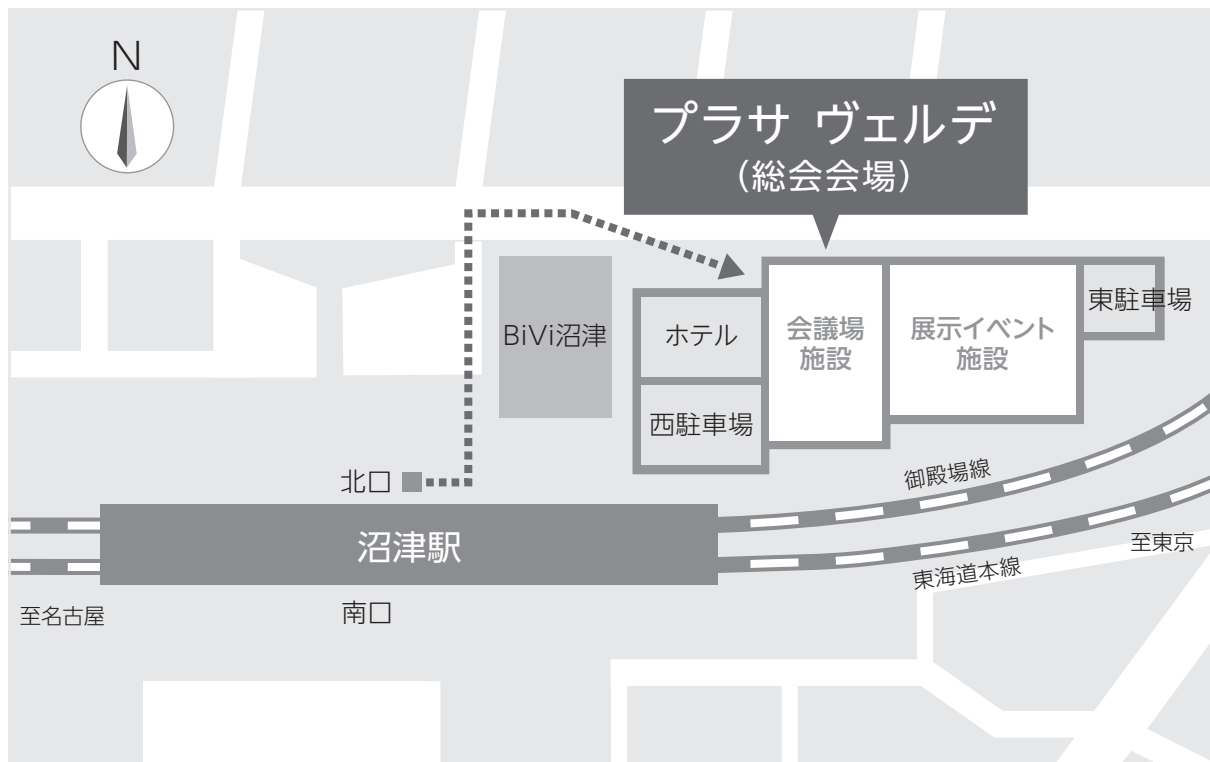 N
プラサ ヴェルデ
(総会会場)
BiVi沼津
ホテル
会議場
施設
展示イベント
施設
東駐車場
西駐車場
北口
御殿場線
沼津駅
至東京
東海道本線
至名古屋
南口